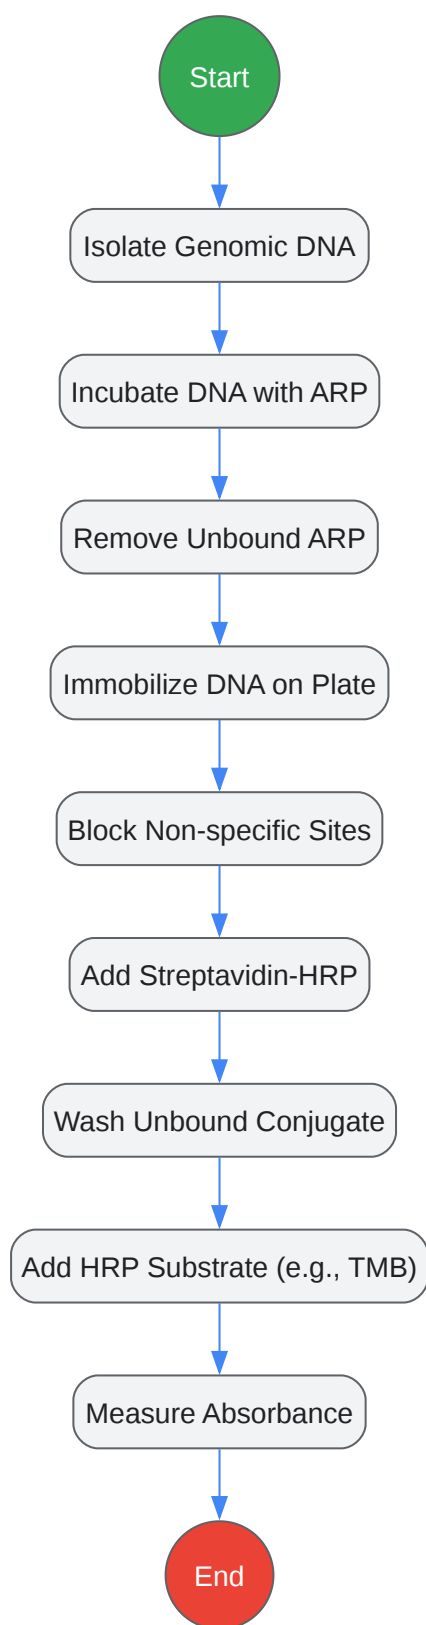 Start
Isolate Genomic DNA
Incubate DNA with ARP
Remove Unbound ARP
Immobilize DNA on Plate
Block Non-specific Sites
Add Streptavidin-HRP
Wash Unbound Conjugate
Add HRP Substrate (e.g., TMB)
Measure Absorbance
End